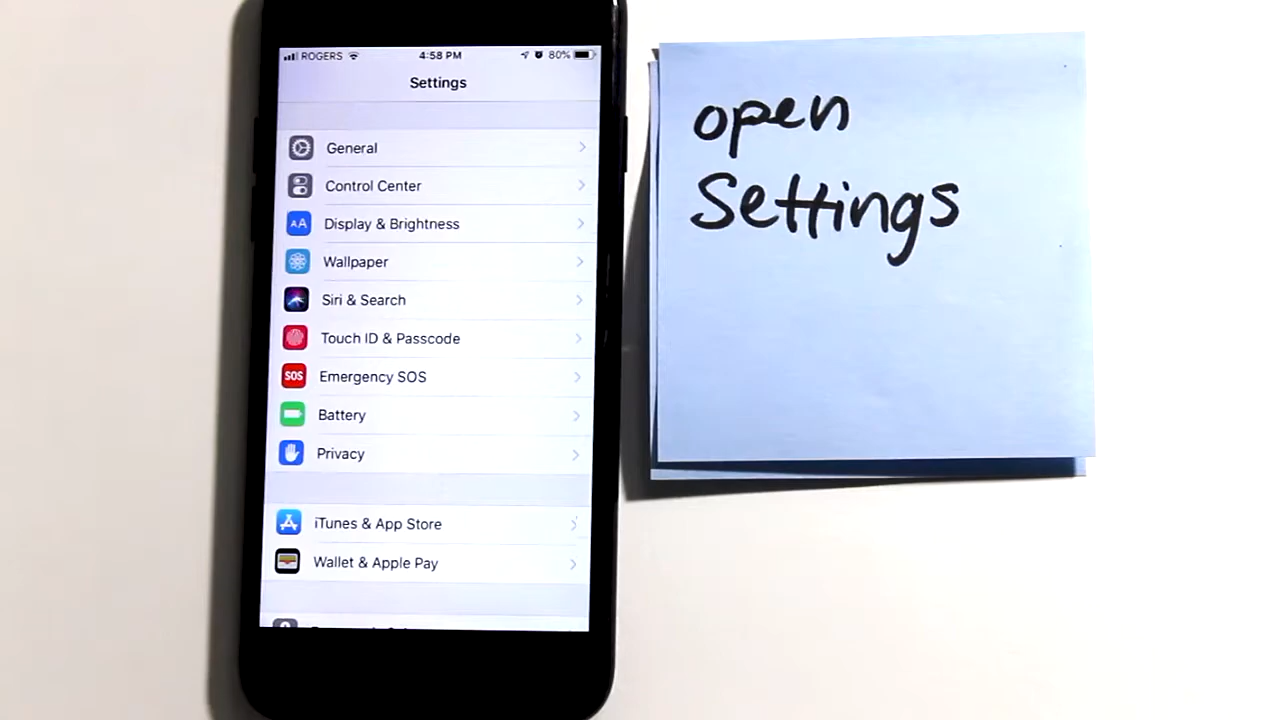 ROGERS 4:58 PM 80%
Settings
General
Control Center
AA Display & Brightness
Wallpaper
Siri & Search
Touch ID & Passcode
SOS Emergency SOS
Battery
Privacy
iTunes & App Store
Wallet & Apple Pay
open
Settings